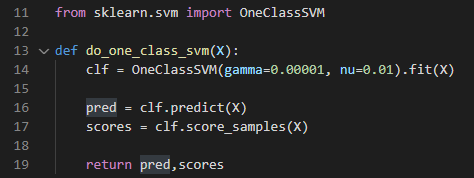 11 from sklearn.svm import OneClassSVM
12
13 def do_one_class_svm(X):
14     clf = OneClassSVM(gamma=0.00001, nu=0.01).fit(X)
15
16     pred = clf.predict(X)
17     scores = clf.score_samples(X)
18
19     return pred,scores